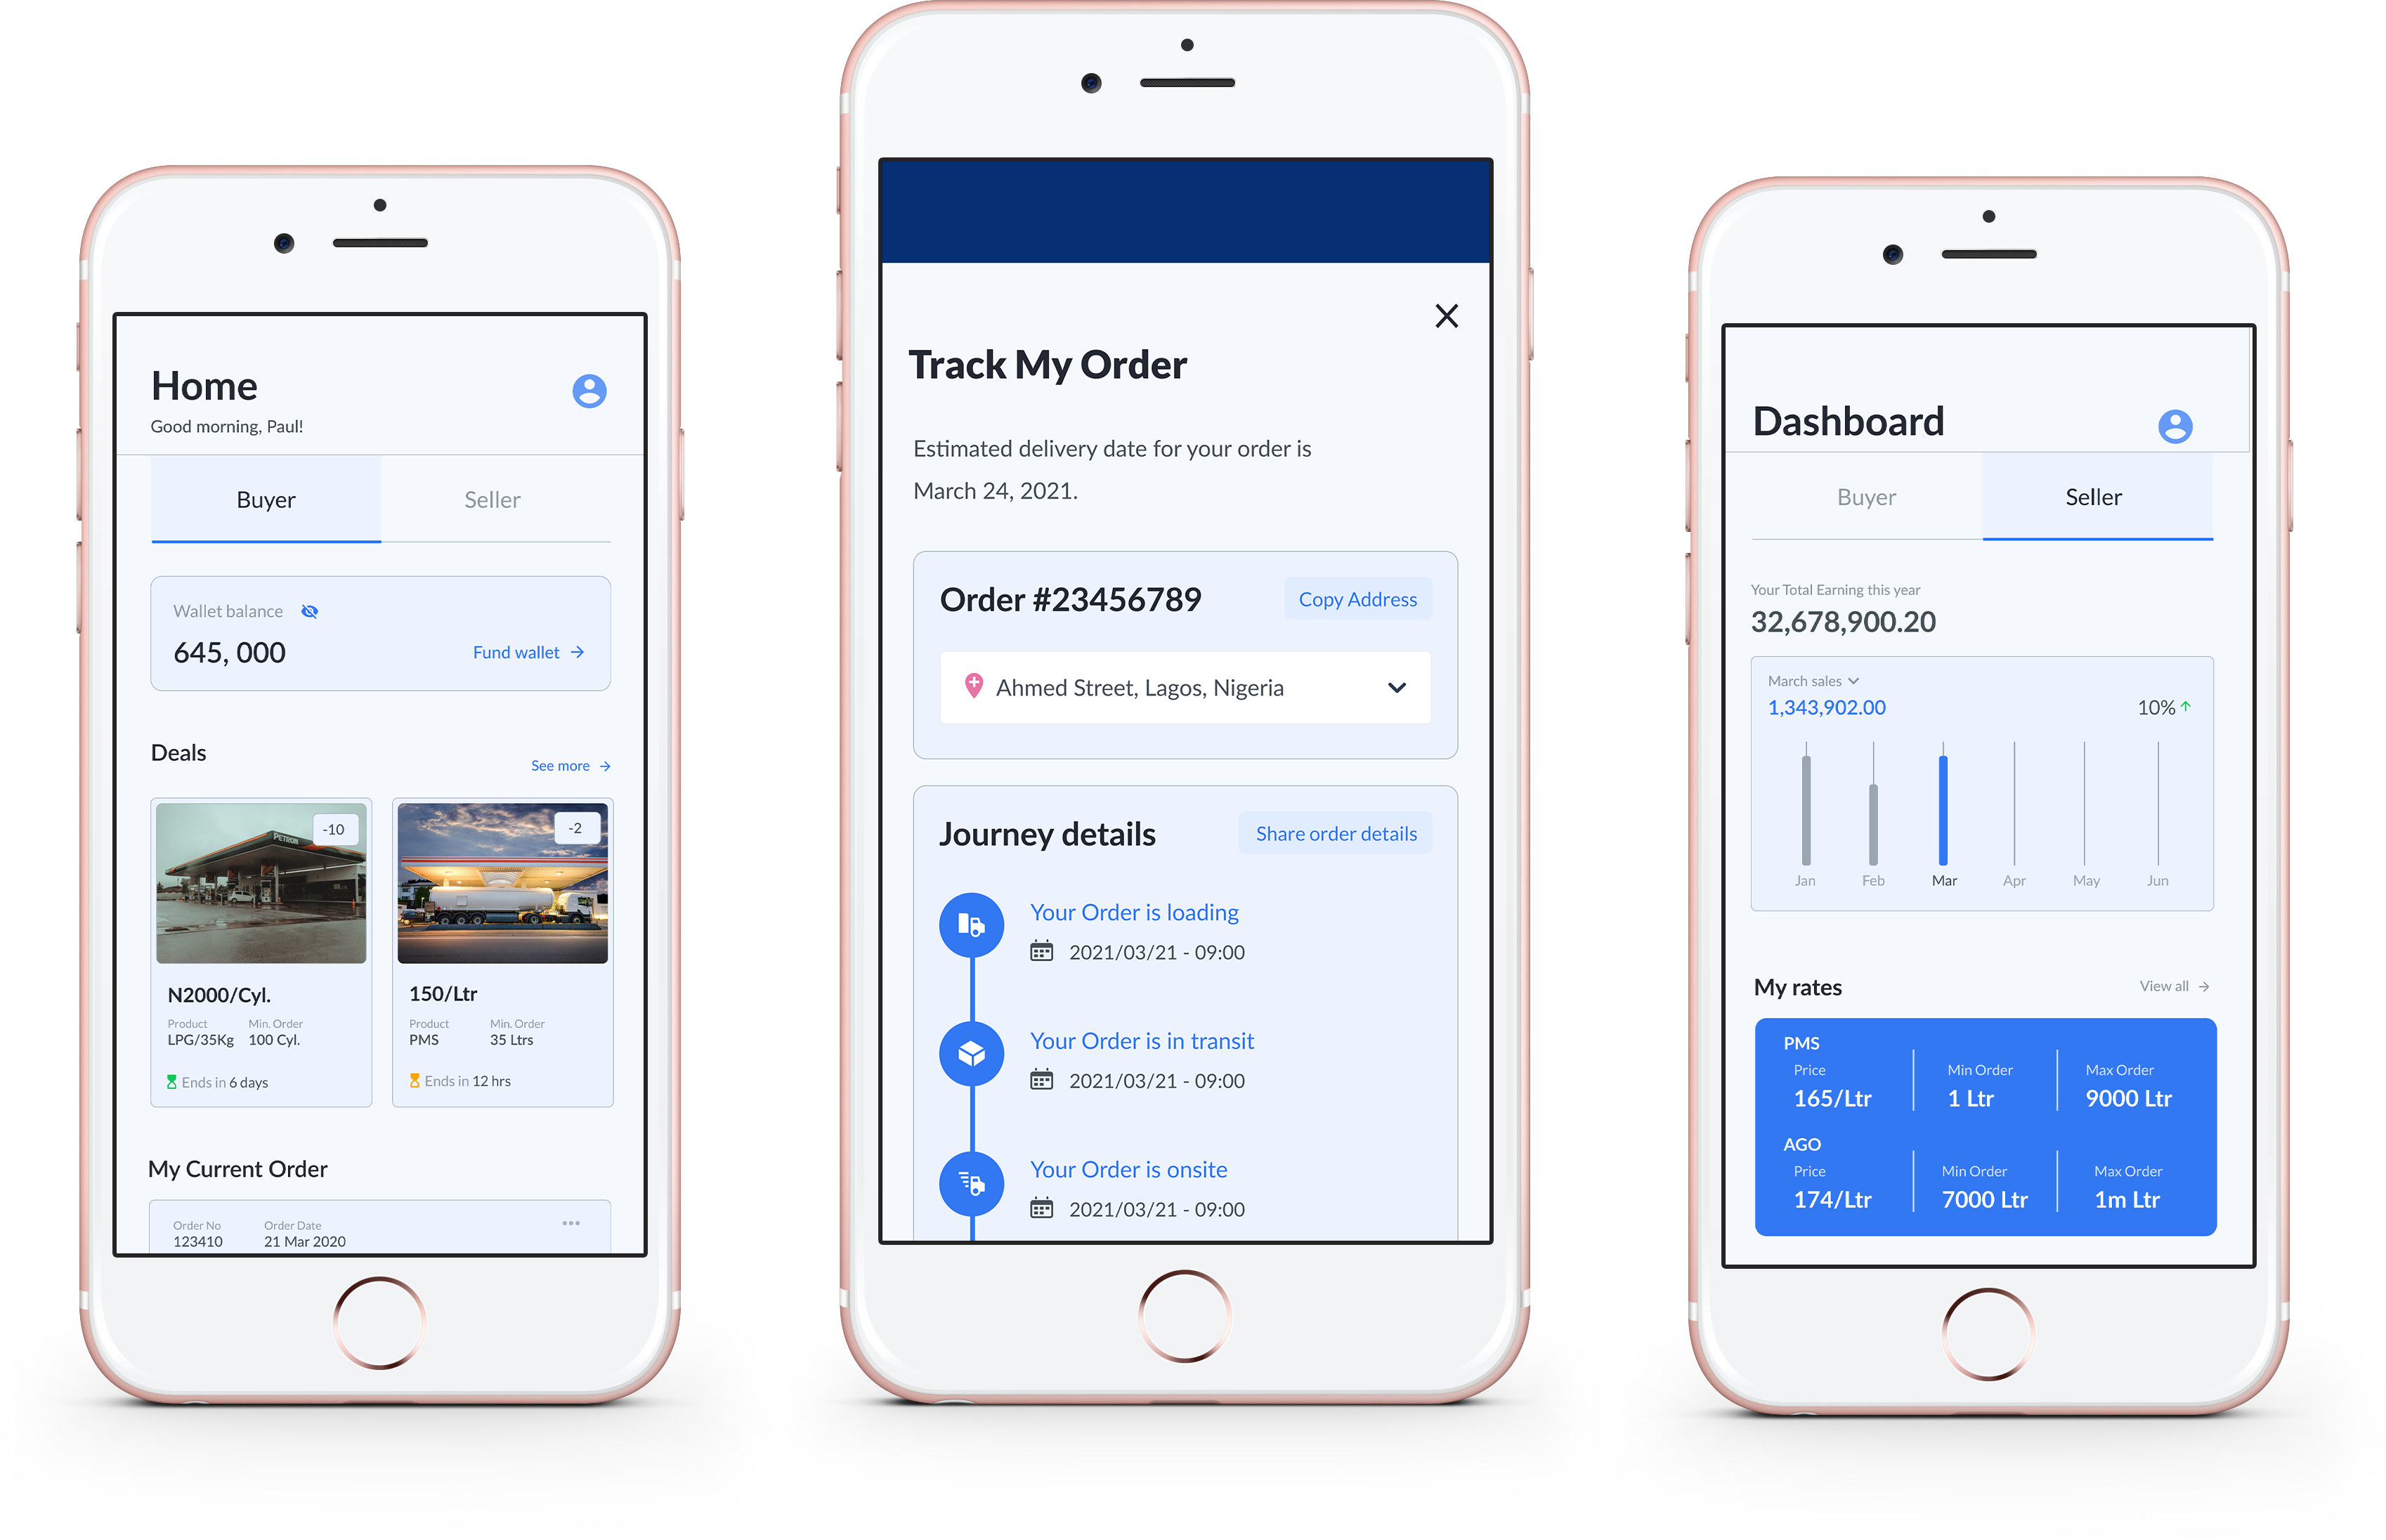 Home
Good morning, Paul!
Buyer
Seller
Wallet balance
645, 000
Fund wallet
Deals
See more
PETRON
-10
-2
N2000/Cyl.
Product
Min. Order
LPG/35Kg
100 Cyl.
Ends in 6 days
150/Ltr
Product
Min. Order
PMS
35 Ltrs
Ends in 12 hrs
My Current Order
Order No
Order Date
123410
21 Mar 2020
Track My Order
Estimated delivery date for your order is
March 24, 2021.
Order #23456789
Copy Address
Ahmed Street, Lagos, Nigeria
Journey details
Share order details
Your Order is loading
2021/03/21 - 09:00
Your Order is in transit
2021/03/21 - 09:00
Your Order is onsite
2021/03/21 - 09:00
Dashboard
Buyer
Seller
Your Total Earning this year
32,678,900.20
March sales
1,343,902.00
10%
Jan
Feb
Mar
Apr
May
Jun
My rates
View all
PMS
Price
Min Order
Max Order
165/Ltr
1 Ltr
9000 Ltr
AGO
Price
Min Order
Max Order
174/Ltr
7000 Ltr
1m Ltr